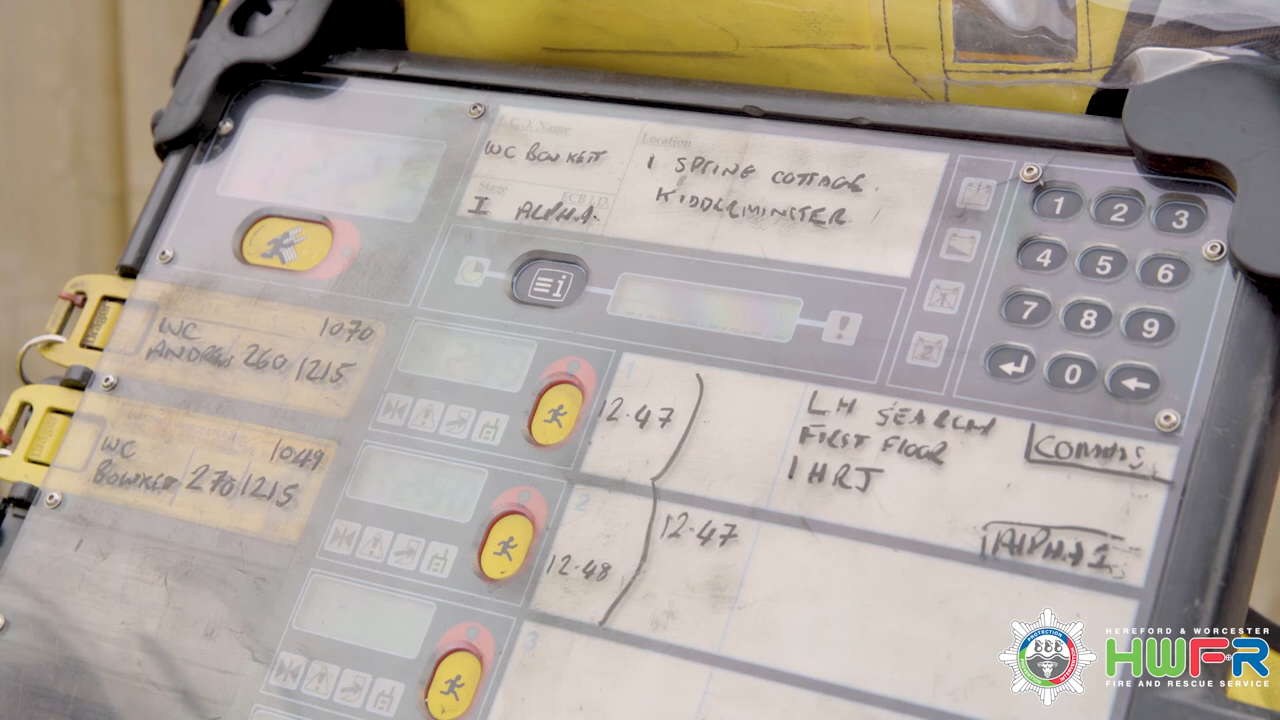 E.C.O. Name
WC BOWKETT
Stage
E.C.B I.D.
I ALPHA.
Location
1 SPRING COTTAGE.
KIDDERMINSTER
1 2 3
4 5 6
7 8 9
0
i
!
2
WC 1070
ANDREW 260 1215
WC 1049
BOWKETT 270 1215
1
12.47
LH SEARCH
FIRST FLOOR
1 HRJ
COMMS
2
12.48
12.47
ALPHA I
3
HEREFORD & WORCESTER
HWFR
FIRE AND RESCUE SERVICE
PROTECTION